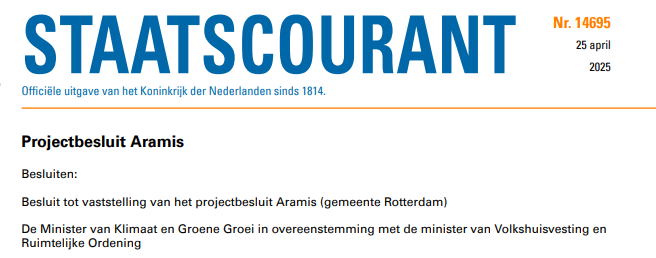 STAATSCOURANT
Nr. 14695
25 april
2025
Officiële uitgave van het Koninkrijk der Nederlanden sinds 1814.
Projectbesluit Aramis
Besluiten:
Besluit tot vaststelling van het projectbesluit Aramis (gemeente Rotterdam)
De Minister van Klimaat en Groene Groei in overeenstemming met de minister van Volkshuisvesting en
Ruimtelijke Ordening